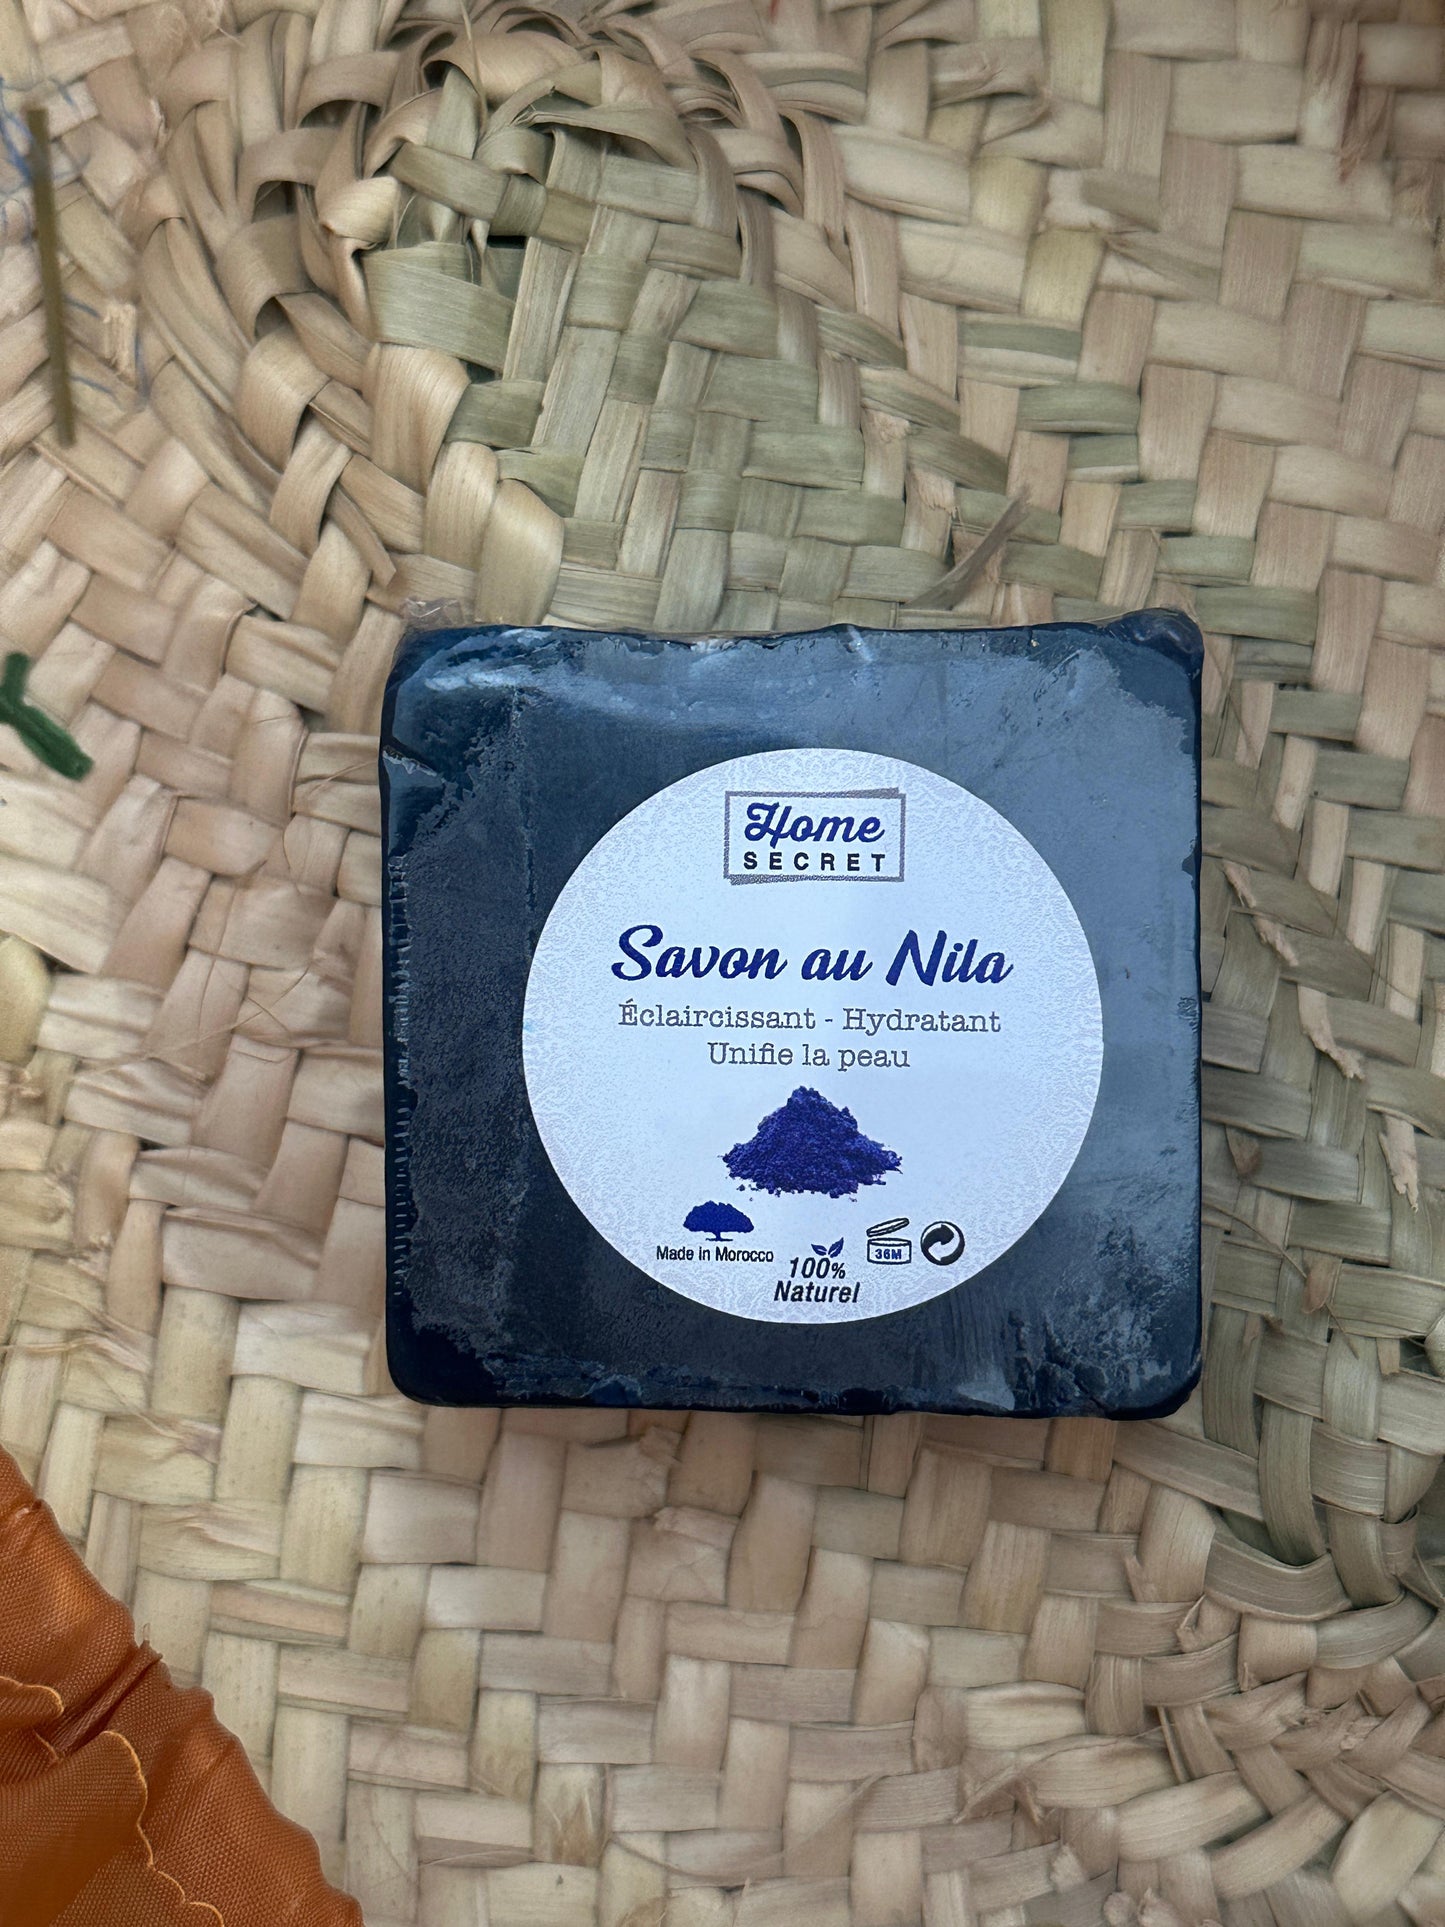 Home
SECRET
Savon au Nila
Éclaircissant - Hydratant
Unifie la peau
Made in Morocco
100%
Naturel
36M